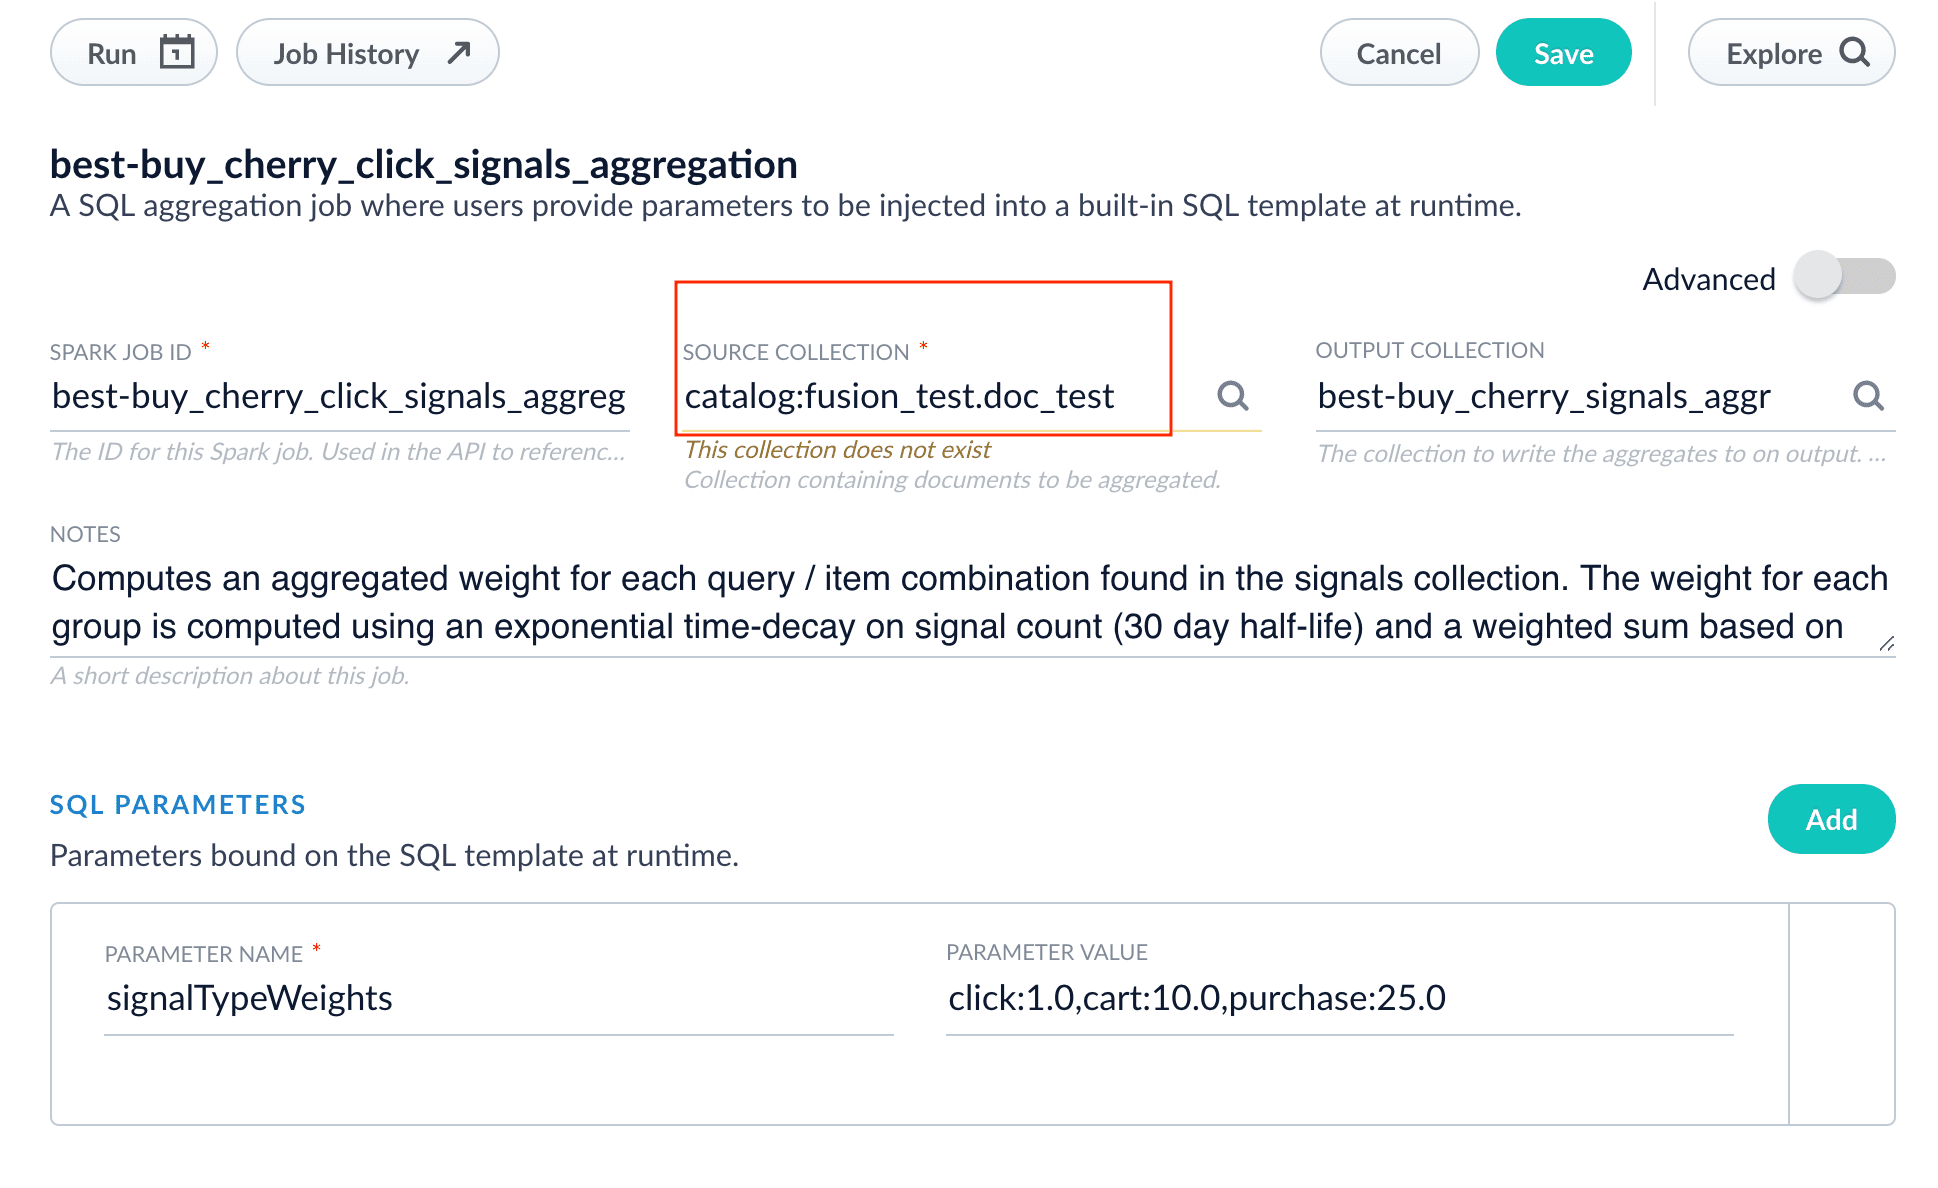 Run
Job History
Cancel
Save
Explore
best-buy_cherry_click_signals_aggregation
A SQL aggregation job where users provide parameters to be injected into a built-in SQL template at runtime.
Advanced
SPARK JOB ID *
best-buy_cherry_click_signals_aggreg
The ID for this Spark job. Used in the API to referenc...
SOURCE COLLECTION *
catalog:fusion_test.doc_test
This collection does not exist
Collection containing documents to be aggregated.
OUTPUT COLLECTION
best-buy_cherry_signals_aggr
The collection to write the aggregates to on output. ...
NOTES
Computes an aggregated weight for each query / item combination found in the signals collection. The weight for each
group is computed using an exponential time-decay on signal count (30 day half-life) and a weighted sum based on
A short description about this job.
SQL PARAMETERS
Add
Parameters bound on the SQL template at runtime.
PARAMETER NAME *
signalTypeWeights
PARAMETER VALUE
click:1.0,cart:10.0,purchase:25.0